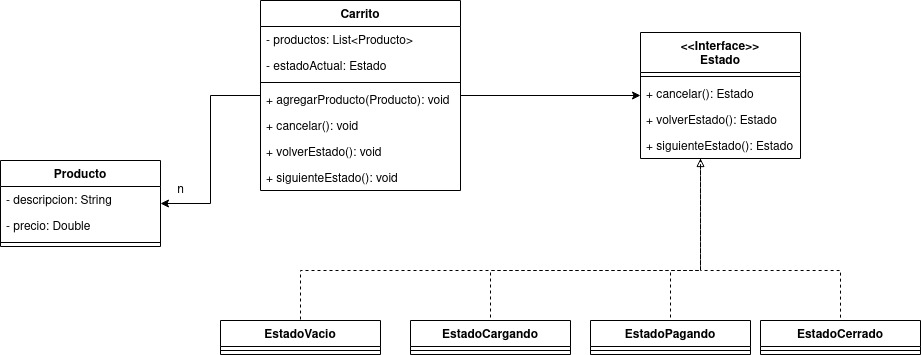 Carrito
- productos: List<Producto>
- estadoActual: Estado
+ agregarProducto(Producto): void
+ cancelar(): void
+ volverEstado(): void
+ siguienteEstado(): void
<<Interface>>
Estado
+ cancelar(): Estado
+ volverEstado(): Estado
+ siguienteEstado(): Estado
Producto
- descripcion: String
- precio: Double
n
EstadoVacio
EstadoCargando
EstadoPagando
EstadoCerrado